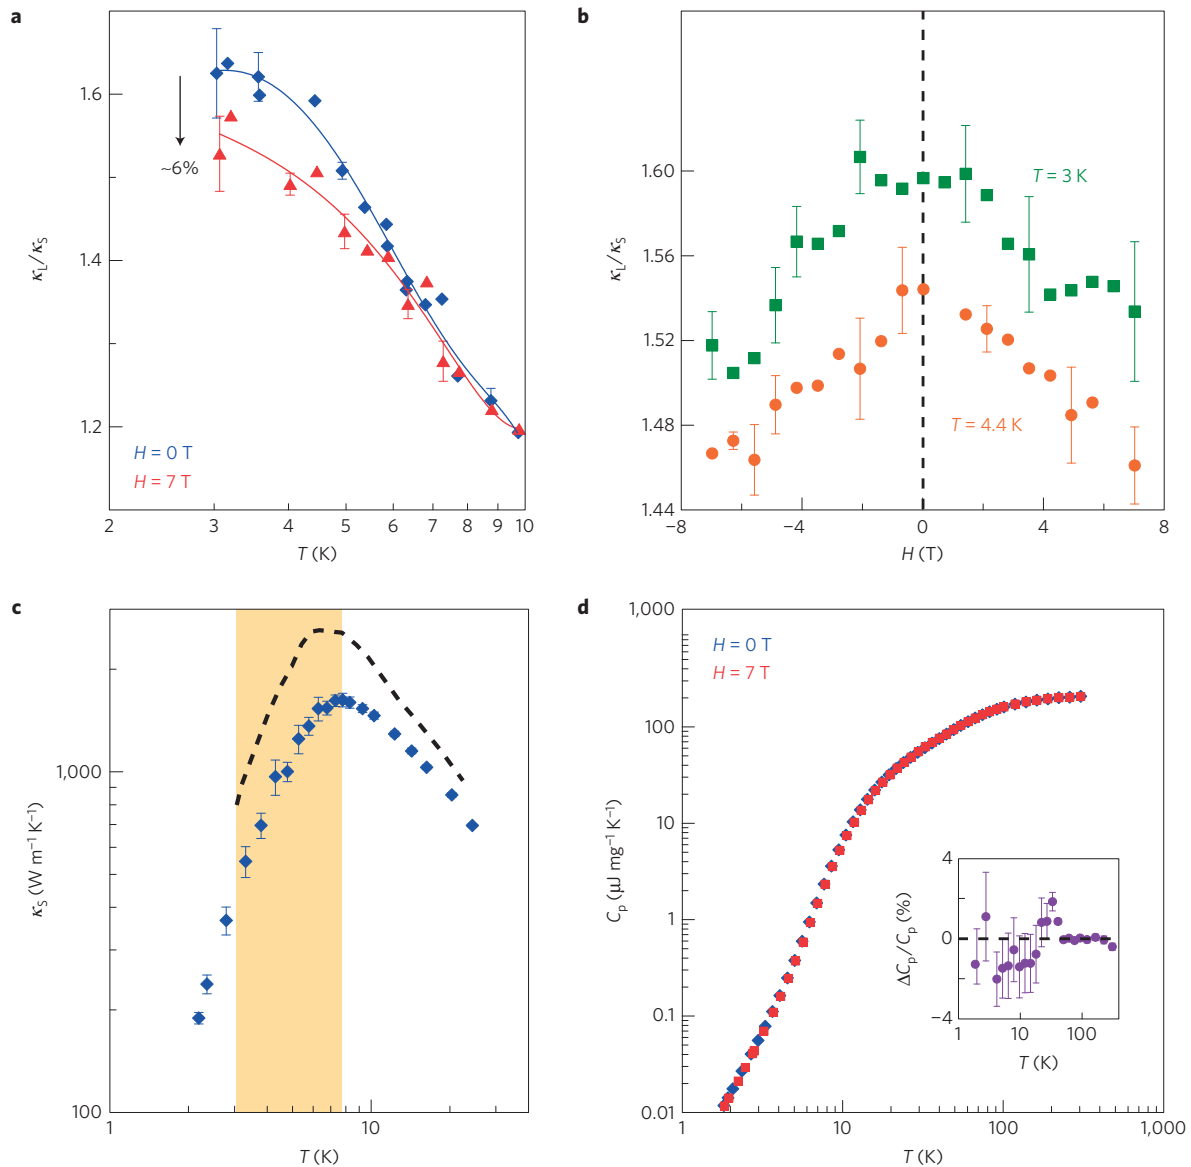 a
κL/κS
1.6
1.5
1.4
1.3
1.2
~6%
H = 0 T
H = 7 T
2 3 4 5 6 7 8 9 10
T (K)
b
κL/κS
1.60
1.56
1.52
1.48
1.44
T = 3 K
T = 4.4 K
−8 −4 0 4 8
H (T)
c
κS (W m⁻¹ K⁻¹)
1,000
100
1 10
T (K)
d
Cp (μJ mg⁻¹ K⁻¹)
1,000
100
10
1
0.1
0.01
H = 0 T
H = 7 T
ΔCp/Cp (%)
4
0
−4
1 10 100
T (K)
1 10 100 1,000
T (K)